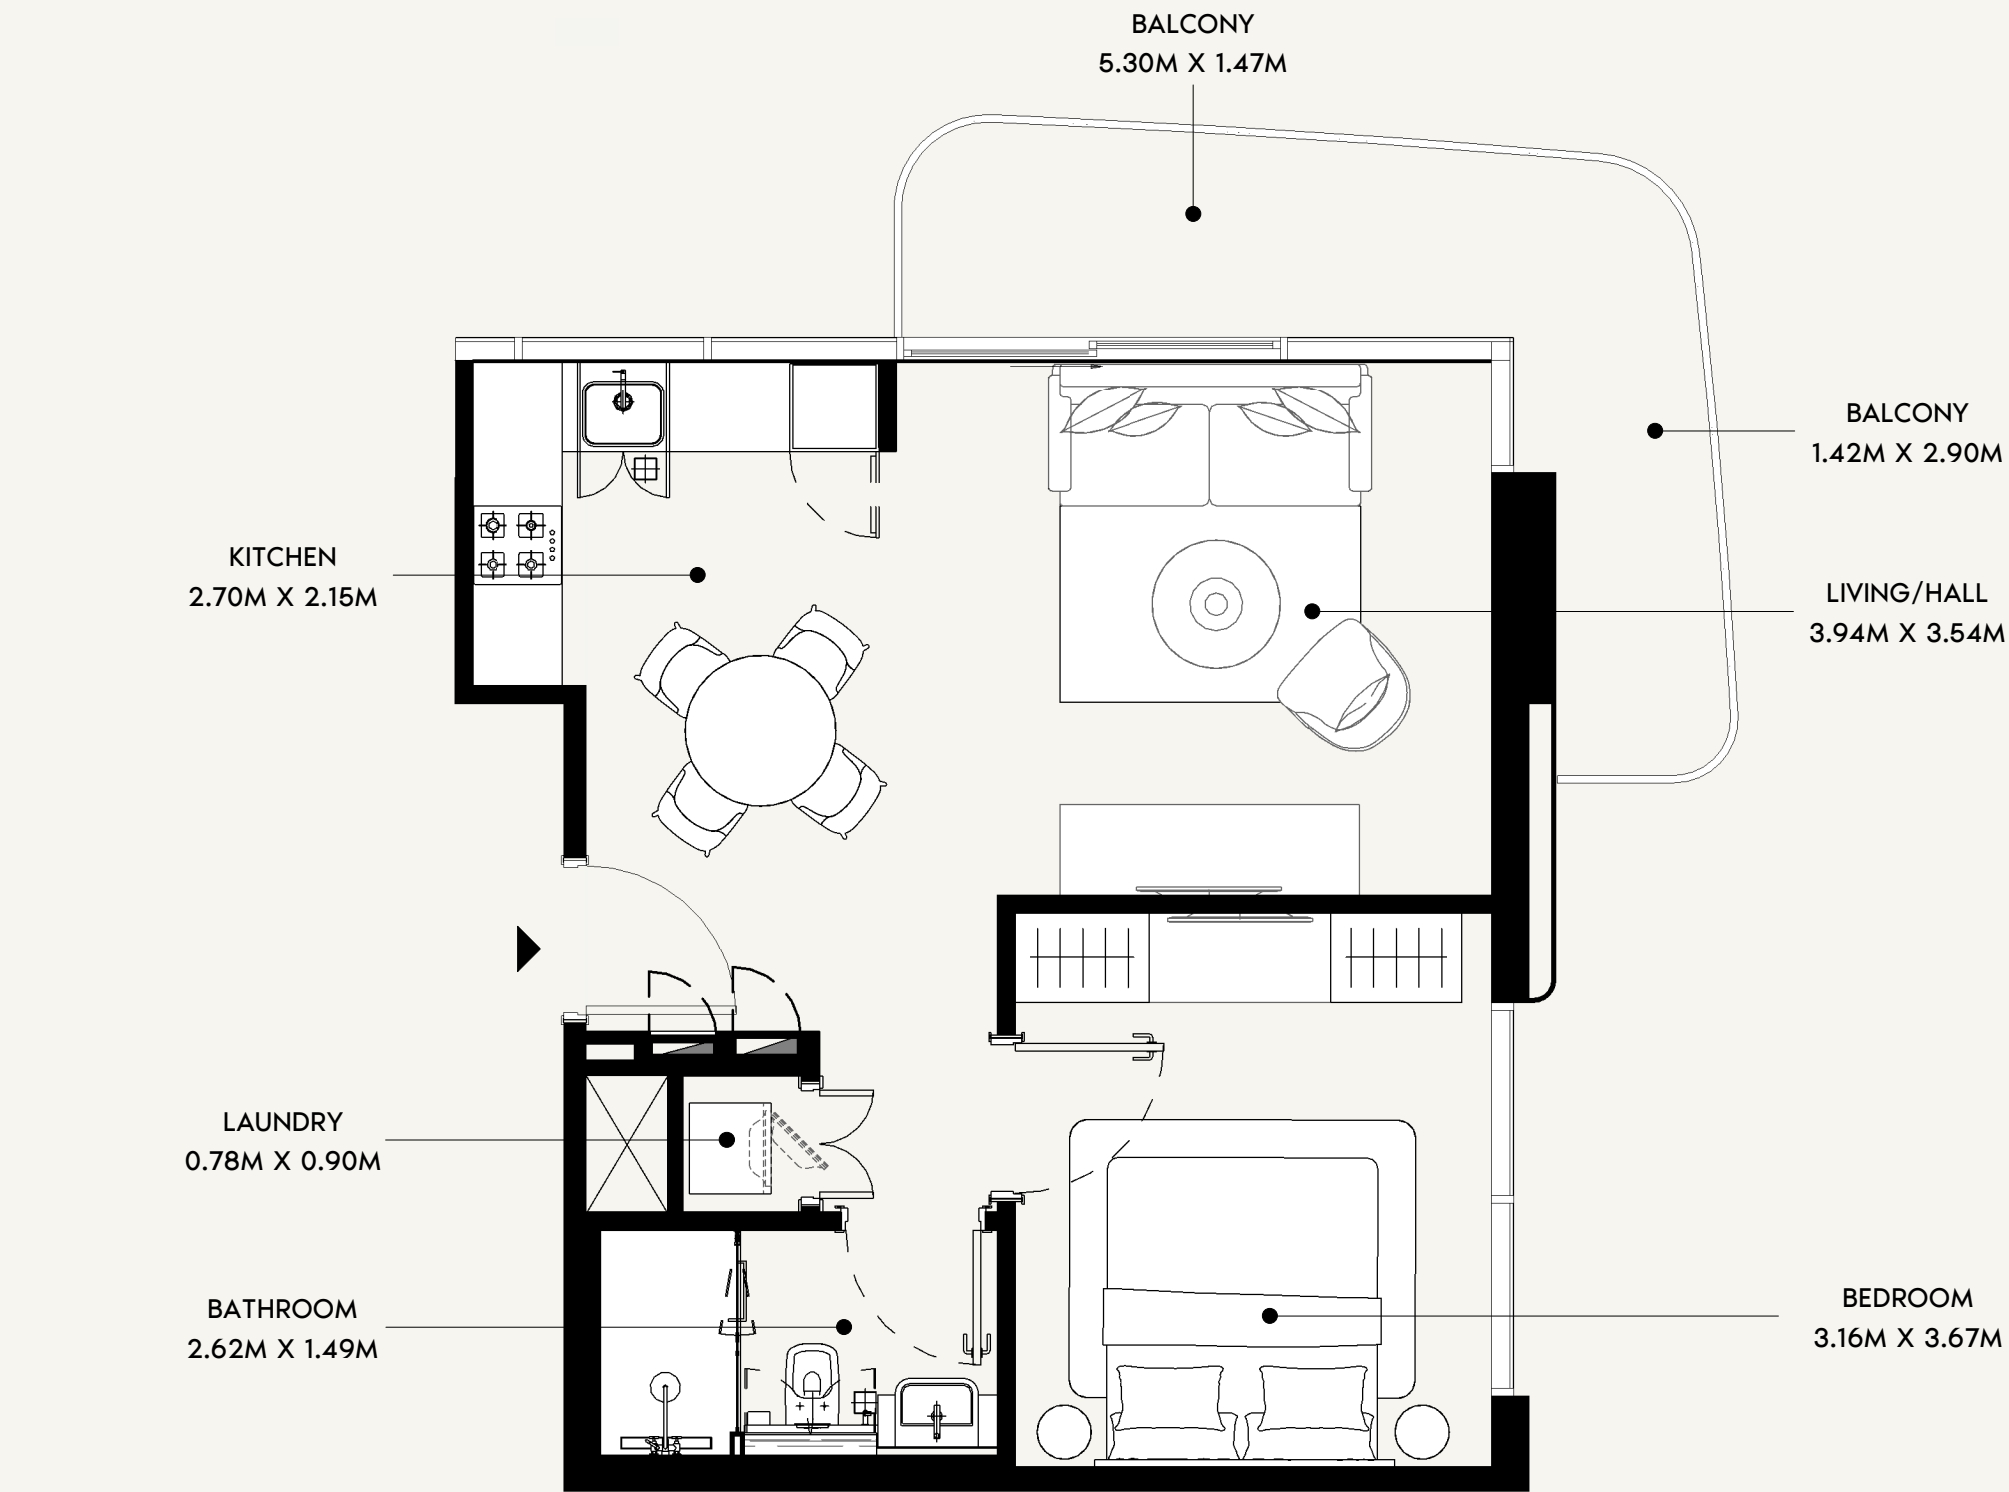 BALCONY
5.30M X 1.47M
BALCONY
1.42M X 2.90M
KITCHEN
2.70M X 2.15M
LIVING/HALL
3.94M X 3.54M
LAUNDRY
0.78M X 0.90M
BATHROOM
2.62M X 1.49M
BEDROOM
3.16M X 3.67M